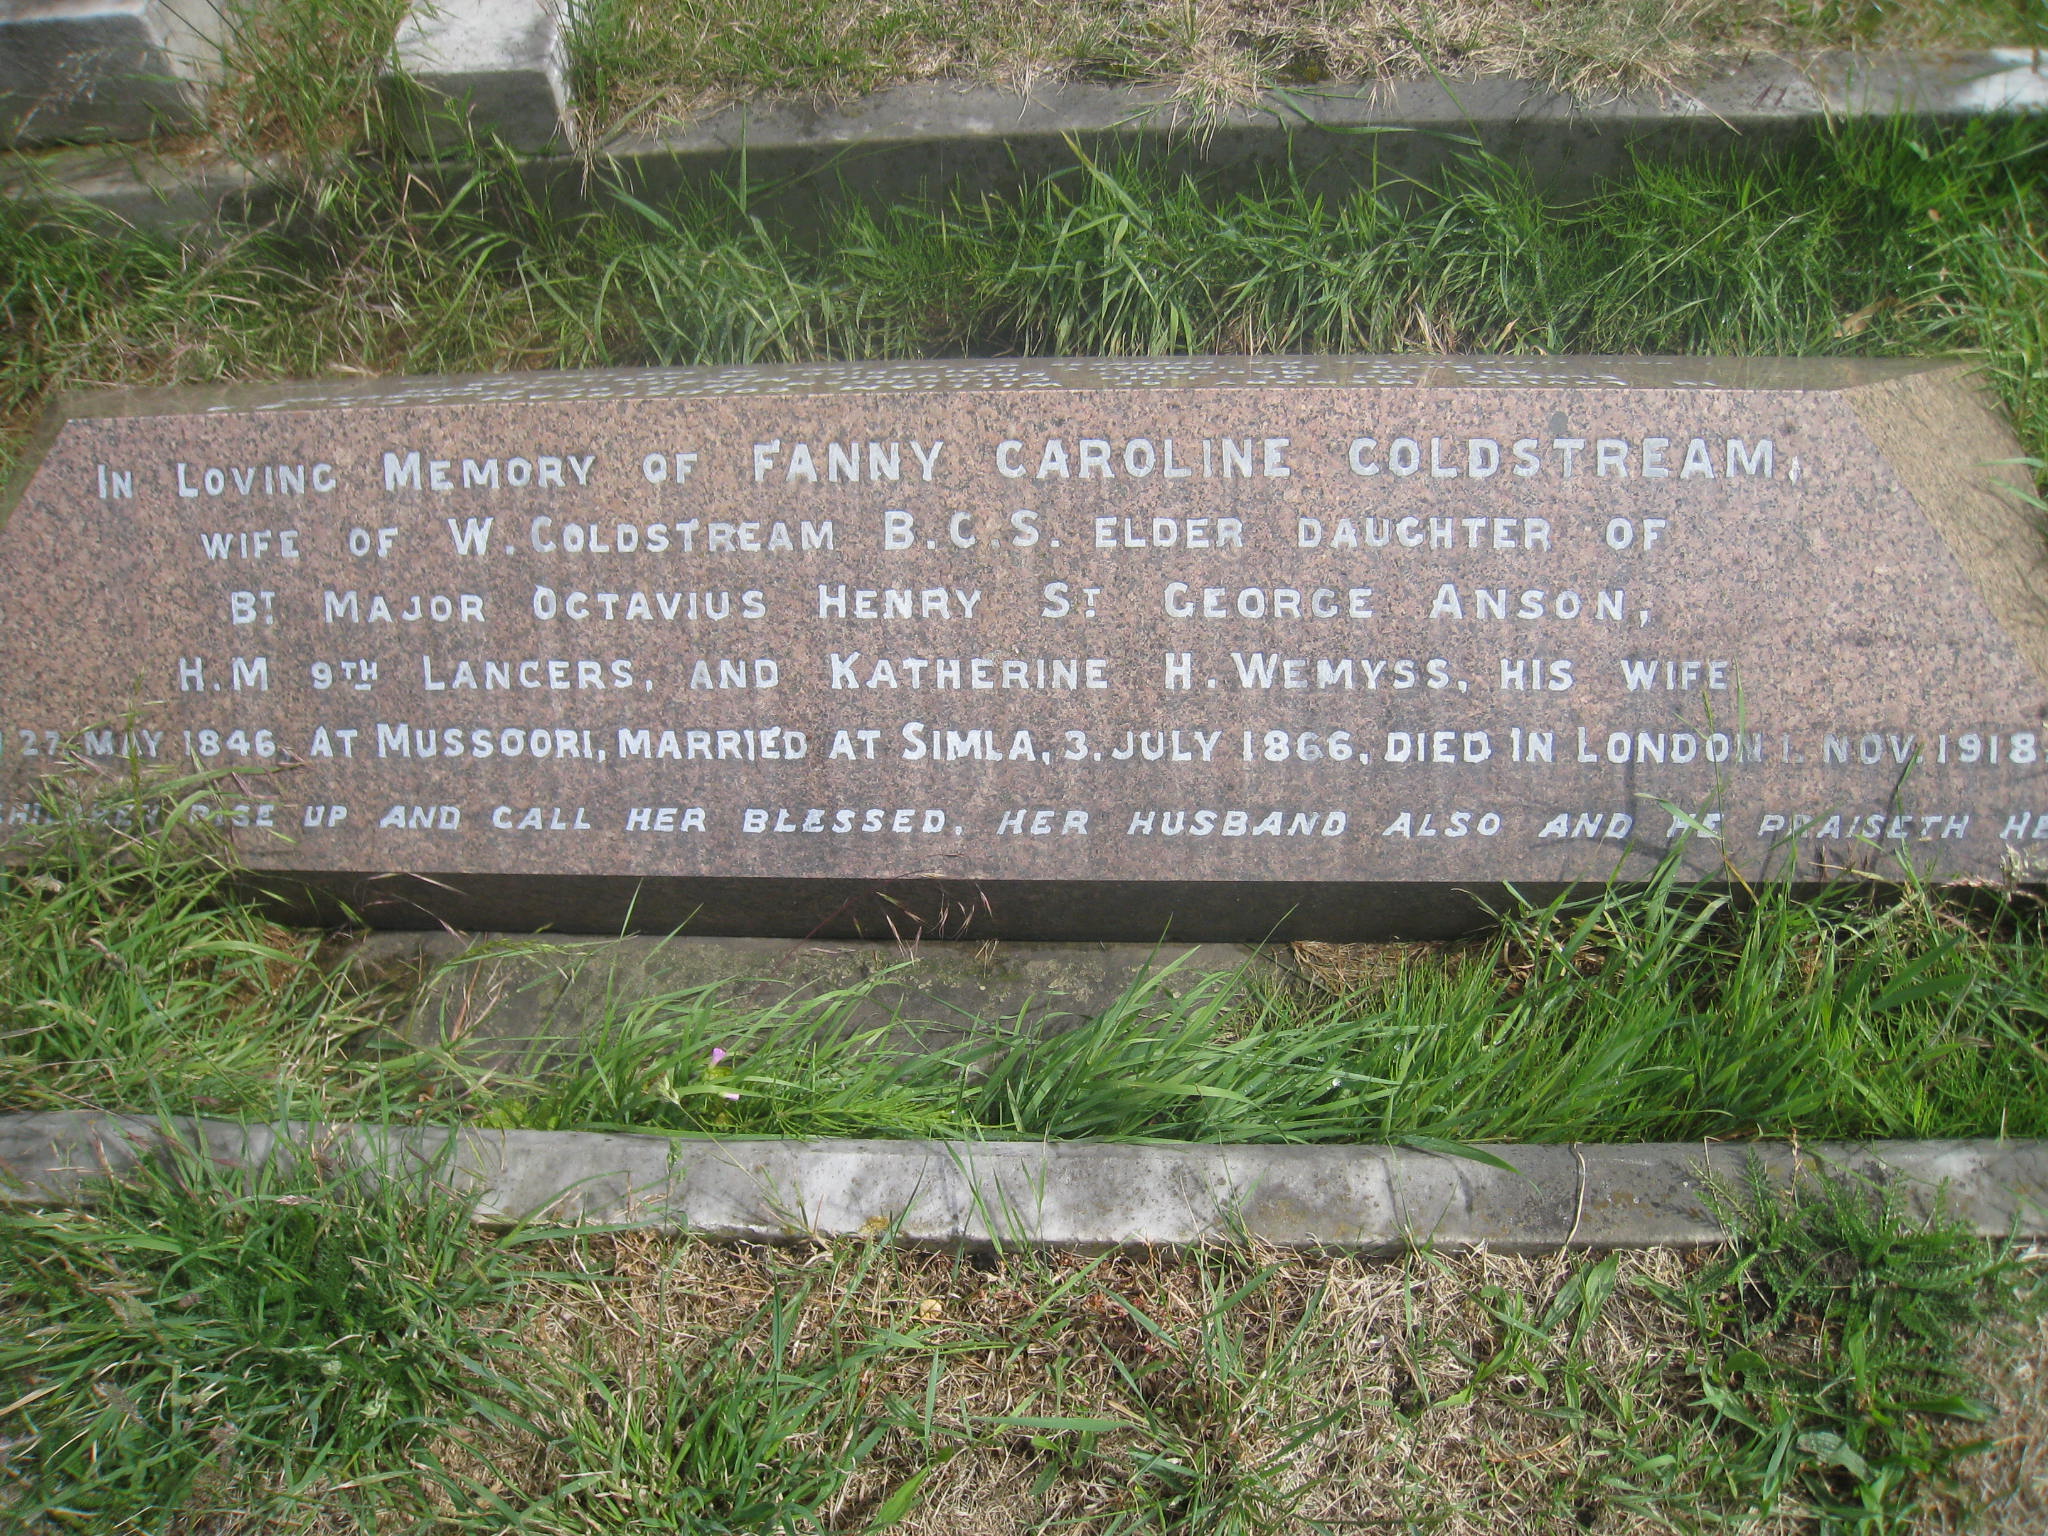 IN LOVING MEMORY OF FANNY CAROLINE COLDSTREAM,
WIFE OF W. COLDSTREAM B.C.S. ELDER DAUGHTER OF
BT MAJOR OCTAVIUS HENRY ST GEORGE ANSON,
H.M 9TH LANCERS, AND KATHERINE H. WEMYSS, HIS WIFE
27 MAY 1846. AT MUSSOORI, MARRIED AT SIMLA, 3. JULY 1866, DIED IN LONDON 1. NOV. 1918
CHILDREN RISE UP AND CALL HER BLESSED. HER HUSBAND ALSO AND HE PRAISETH